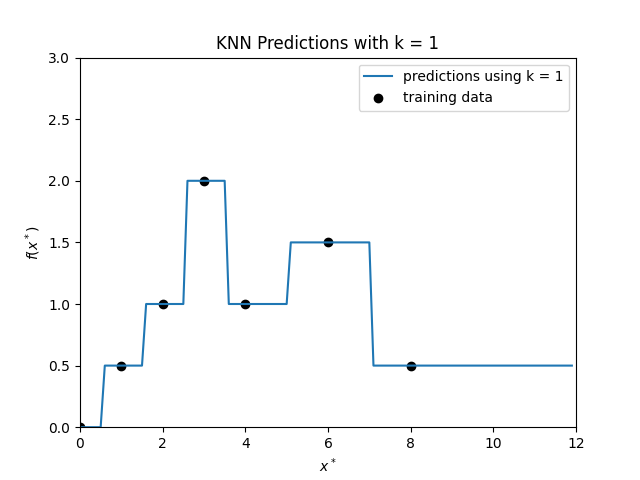 KNN Predictions with k = 1
3.0
2.5
2.0
1.5
1.0
0.5
0.0
f(x*)
predictions using k = 1
training data
0 2 4 6 8 10 12
x*